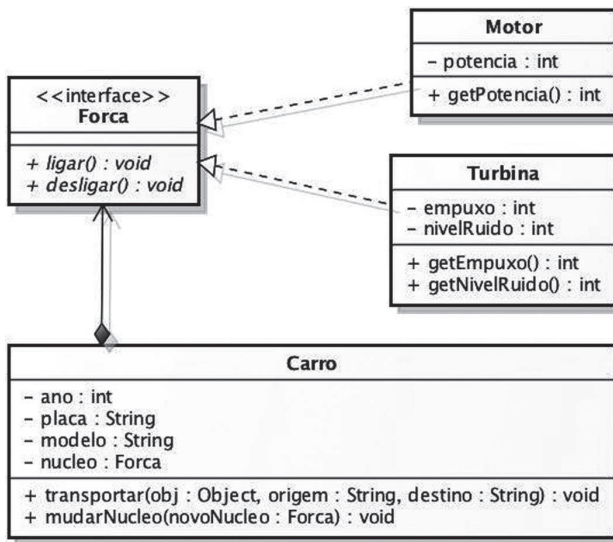 Motor
– potencia : int
+ getPotencia() : int
<<interface>>
Forca
+ ligar() : void
+ desligar() : void
Turbina
– empuxo : int
– nivelRuido : int
+ getEmpuxo() : int
+ getNivelRuido() : int
Carro
– ano : int
– placa : String
– modelo : String
– nucleo : Forca
+ transportar(obj : Object, origem : String, destino : String) : void
+ mudarNucleo(novoNucleo : Forca) : void